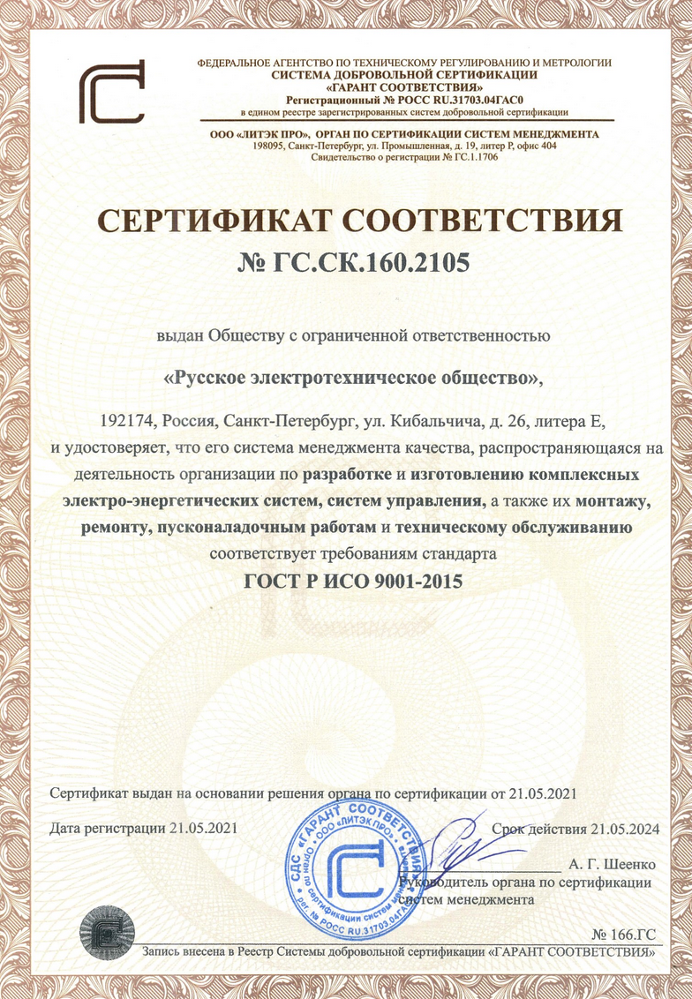 ФЕДЕРАЛЬНОЕ АГЕНТСТВО ПО ТЕХНИЧЕСКОМУ РЕГУЛИРОВАНИЮ И МЕТРОЛОГИИ
СИСТЕМА ДОБРОВОЛЬНОЙ СЕРТИФИКАЦИИ
«ГАРАНТ СООТВЕТСТВИЯ»
Регистрационный № РОСС RU.31703.04ГАС0
в едином реестре зарегистрированных систем добровольной сертификации
ООО «ЛИТЭК ПРО», ОРГАН ПО СЕРТИФИКАЦИИ СИСТЕМ МЕНЕДЖМЕНТА
198095, Санкт-Петербург, ул. Промышленная, д. 19, литер Р, офис 404
Свидетельство о регистрации № ГС.1.1706
СЕРТИФИКАТ СООТВЕТСТВИЯ
№ ГС.СК.160.2105
выдан Обществу с ограниченной ответственностью
«Русское электротехническое общество»,
192174, Россия, Санкт-Петербург, ул. Кибальчича, д. 26, литера Е,
и удостоверяет, что его система менеджмента качества, распространяющаяся на
деятельность организации по разработке и изготовлению комплексных
электро-энергетических систем, систем управления, а также их монтажу,
ремонту, пусконаладочным работам и техническому обслуживанию
соответствует требованиям стандарта
ГОСТ Р ИСО 9001-2015
Сертификат выдан на основании решения органа по сертификации от 21.05.2021
Дата регистрации 21.05.2021
Срок действия 21.05.2024
СДС «ГАРАНТ СООТВЕТСТВИЯ»
рег. № РОСС RU.31703.04ГАС0
ООО «ЛИТЭК ПРО»
Орган по сертификации систем менеджмента
А. Г. Шеенко
Руководитель органа по сертификации
систем менеджмента
№ 166.ГС
Запись внесена в Реестр Системы добровольной сертификации «ГАРАНТ СООТВЕТСТВИЯ»